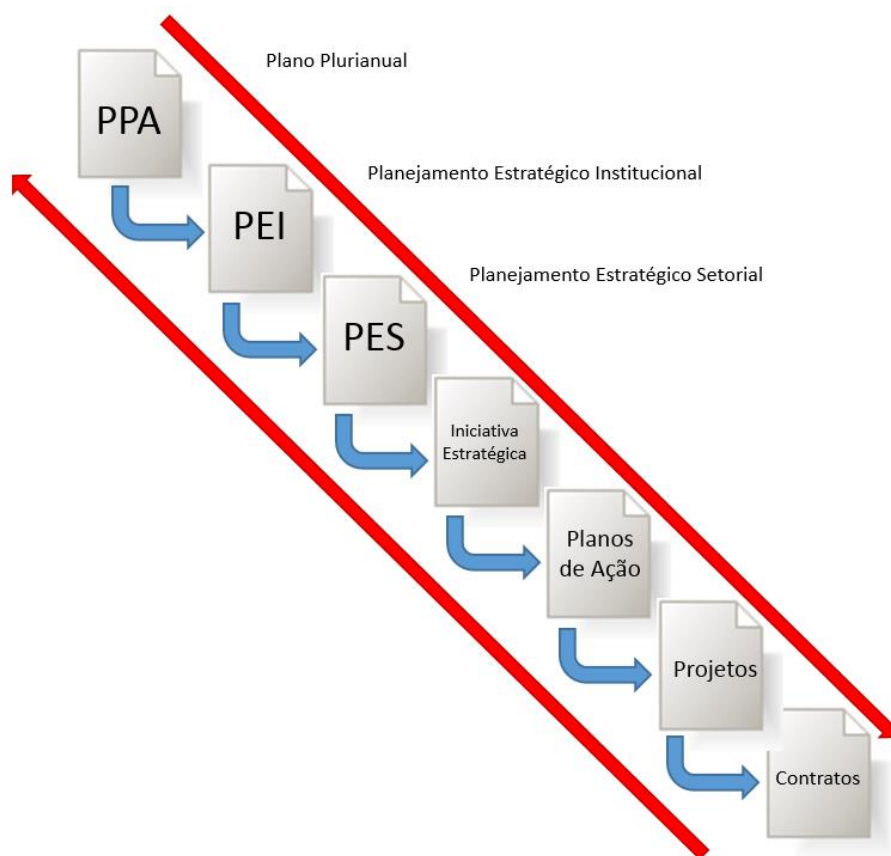 Plano Plurianual
PPA
Planejamento Estratégico Institucional
PEI
Planejamento Estratégico Setorial
PES
Iniciativa
Estratégica
Planos
de Ação
Projetos
Contratos